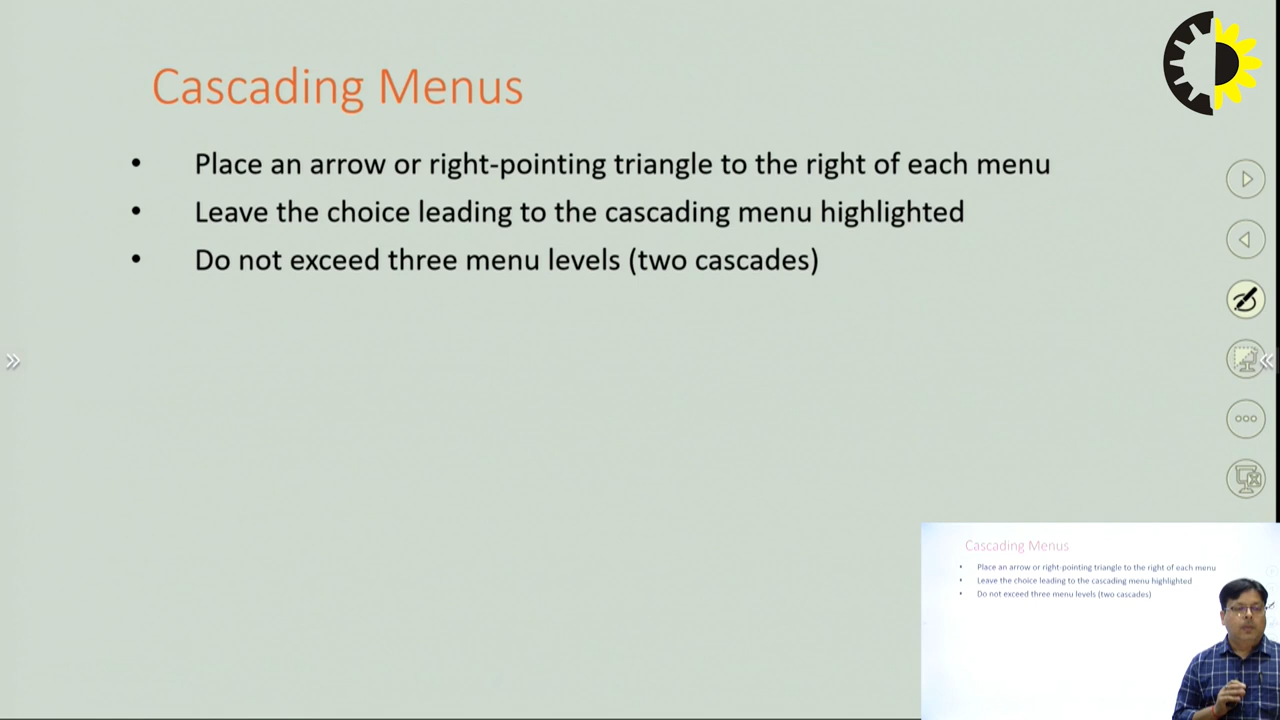 Cascading Menus
• Place an arrow or right-pointing triangle to the right of each menu
• Leave the choice leading to the cascading menu highlighted
• Do not exceed three menu levels (two cascades)
Cascading Menus
• Place an arrow or right-pointing triangle to the right of each menu
• Leave the choice leading to the cascading menu highlighted
• Do not exceed three menu levels (two cascades)